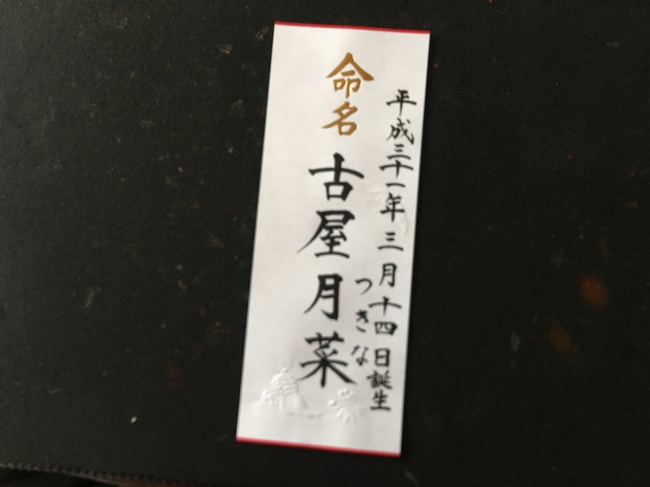 平成三十一年三月十四日誕生
命名
つきな
古屋月菜